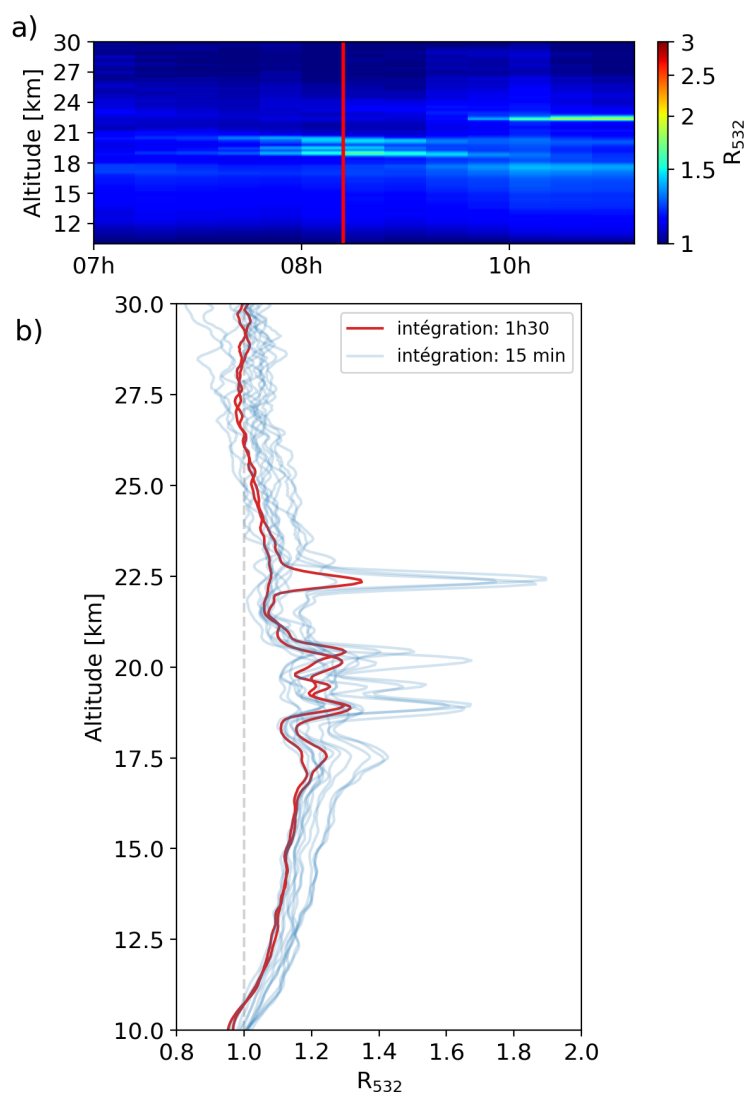 a)
Altitude [km]
30
27
24
21
18
15
12
07h
08h
10h
3
2.5
2
1.5
1
R532
b)
Altitude [km]
30.0
27.5
25.0
22.5
20.0
17.5
15.0
12.5
10.0
intégration: 1h30
intégration: 15 min
0.8
1.0
1.2
1.4
1.6
1.8
2.0
R532